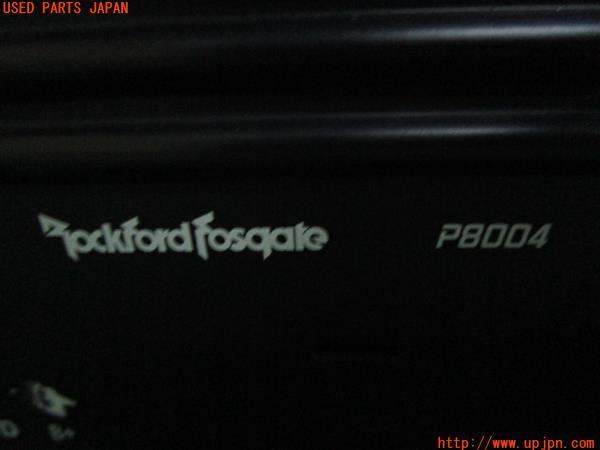 USED PARTS JAPAN
Rockford Fosgate
P8004
http://www.upjpn.com/